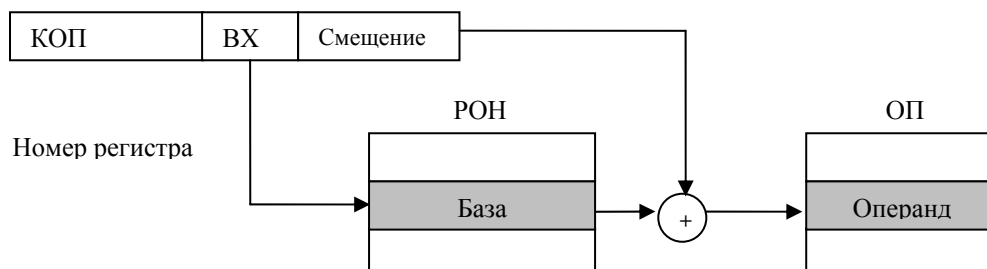 КОП ВХ Смещение
РОН ОП
Номер регистра
База + Операнд